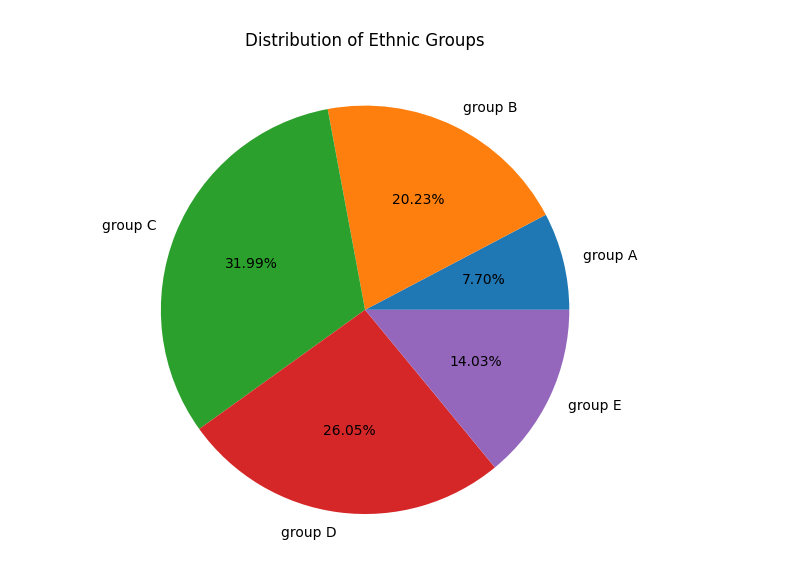 Distribution of Ethnic Groups
group B
20.23%
group C
group A
31.99%
7.70%
14.03%
group E
26.05%
group D